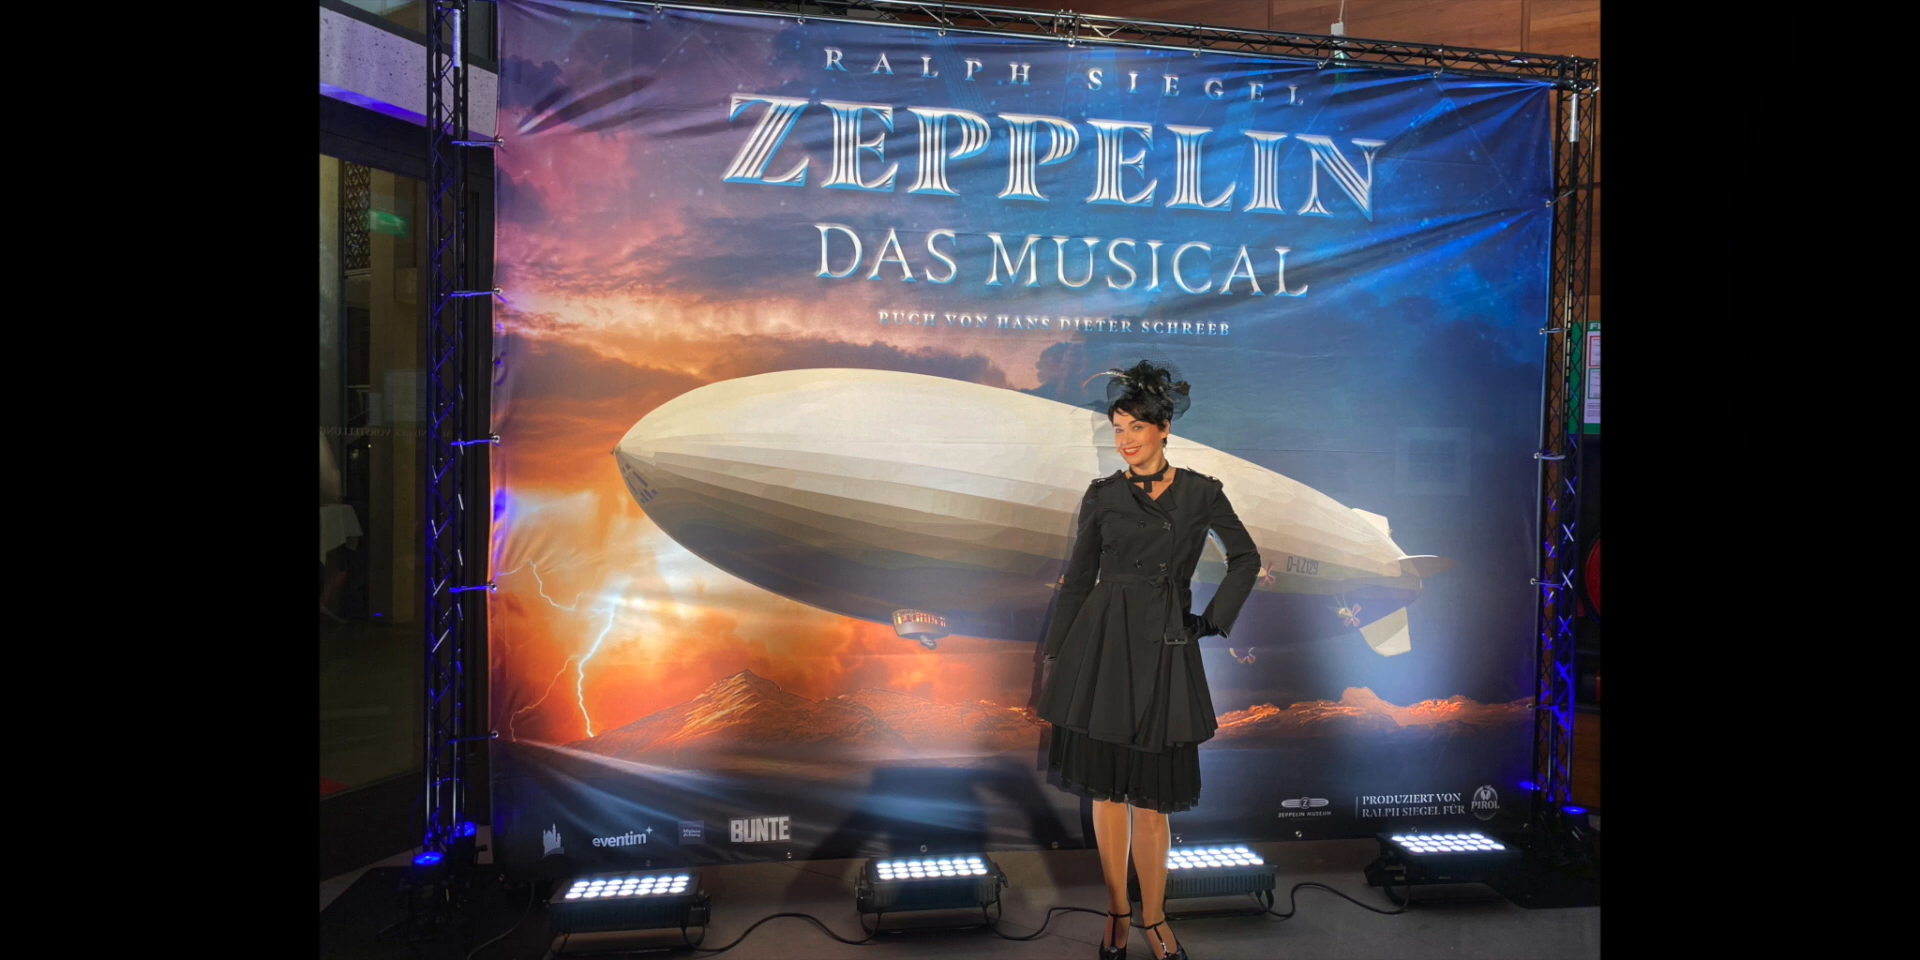 RALPH SIEGEL
ZEPPELIN
DAS MUSICAL
BUCH VON HANS DIETER SCHREEB
D-LZ129
eventim
BUNTE
ZEPPELIN MUSEUM
PRODUZIERT VON
RALPH SIEGEL FÜR
PIROL